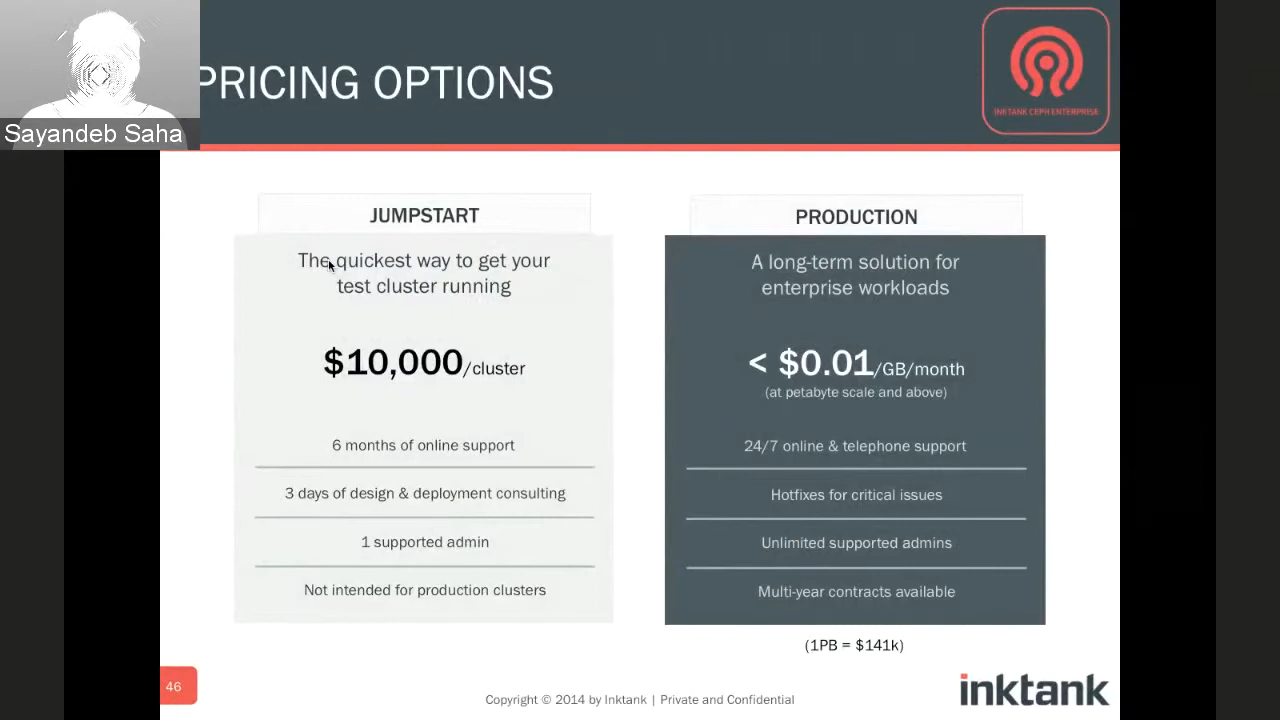 PRICING OPTIONS
INKTANK CEPH ENTERPRISE
Sayandeb Saha
JUMPSTART
The quickest way to get your
test cluster running
$10,000/cluster
6 months of online support
3 days of design & deployment consulting
1 supported admin
Not intended for production clusters
PRODUCTION
A long-term solution for
enterprise workloads
< $0.01/GB/month
(at petabyte scale and above)
24/7 online & telephone support
Hotfixes for critical issues
Unlimited supported admins
Multi-year contracts available
(1PB = $141k)
46
Copyright © 2014 by Inktank | Private and Confidential
inktank